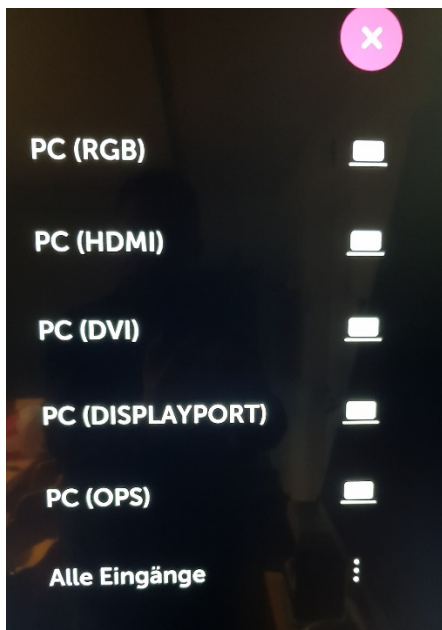 PC (RGB)
PC (HDMI)
PC (DVI)
PC (DISPLAYPORT)
PC (OPS)
Alle Eingänge